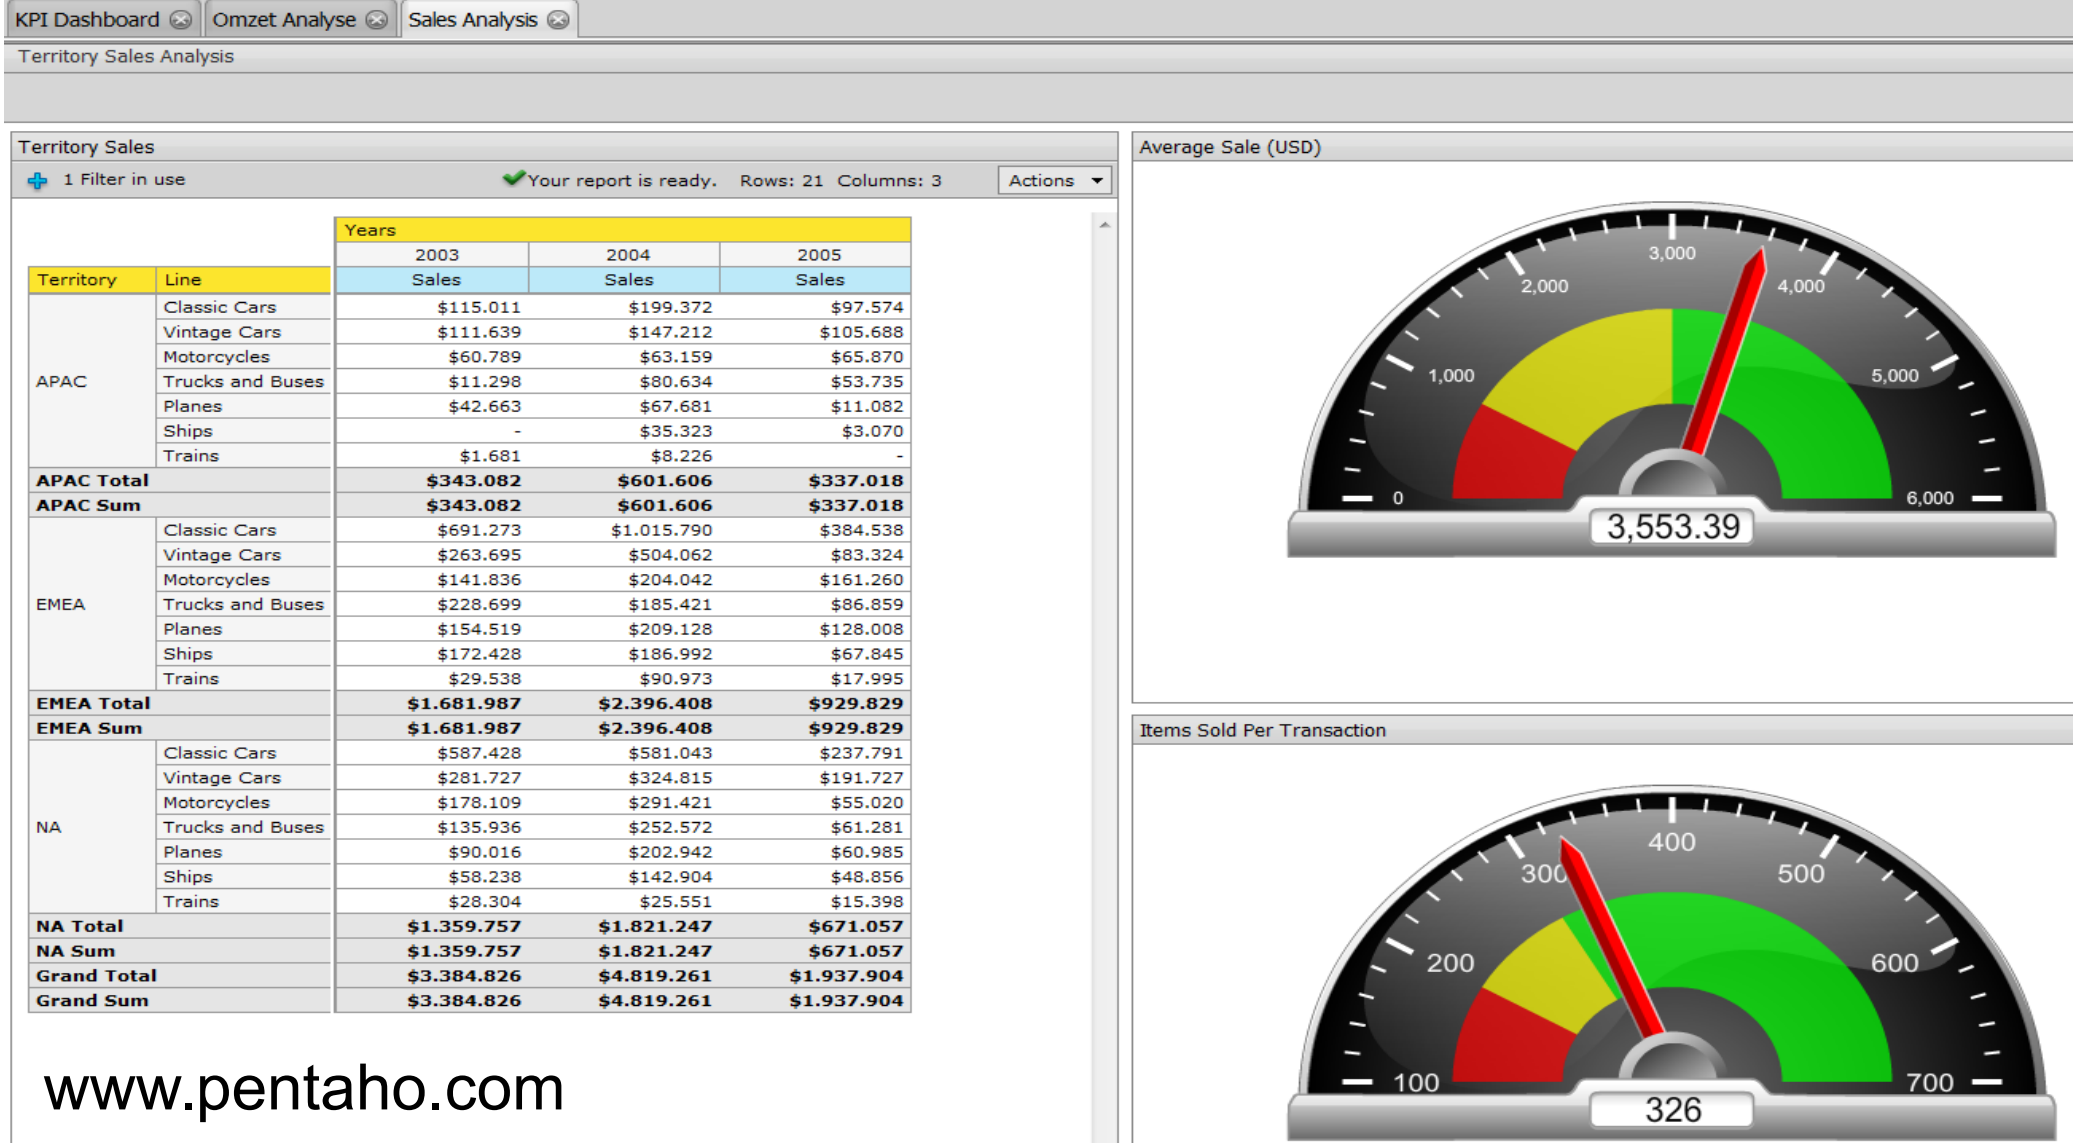 KPI Dashboard Omzet Analyse Sales Analysis
Territory Sales Analysis
Territory Sales
1 Filter in use Your report is ready. Rows: 21 Columns: 3 Actions
Years
2003 2004 2005
Territory Line Sales Sales Sales
APAC
Classic Cars $115.011 $199.372 $97.574
Vintage Cars $111.639 $147.212 $105.688
Motorcycles $60.789 $63.159 $65.870
Trucks and Buses $11.298 $80.634 $53.735
Planes $42.663 $67.681 $11.082
Ships - $35.323 $3.070
Trains $1.681 $8.226 -
APAC Total $343.082 $601.606 $337.018
APAC Sum $343.082 $601.606 $337.018
EMEA
Classic Cars $691.273 $1.015.790 $384.538
Vintage Cars $263.695 $504.062 $83.324
Motorcycles $141.836 $204.042 $161.260
Trucks and Buses $228.699 $185.421 $86.859
Planes $154.519 $209.128 $128.008
Ships $172.428 $186.992 $67.845
Trains $29.538 $90.973 $17.995
EMEA Total $1.681.987 $2.396.408 $929.829
EMEA Sum $1.681.987 $2.396.408 $929.829
NA
Classic Cars $587.428 $581.043 $237.791
Vintage Cars $281.727 $324.815 $191.727
Motorcycles $178.109 $291.421 $55.020
Trucks and Buses $135.936 $252.572 $61.281
Planes $90.016 $202.942 $60.985
Ships $58.238 $142.904 $48.856
Trains $28.304 $25.551 $15.398
NA Total $1.359.757 $1.821.247 $671.057
NA Sum $1.359.757 $1.821.247 $671.057
Grand Total $3.384.826 $4.819.261 $1.937.904
Grand Sum $3.384.826 $4.819.261 $1.937.904
www.pentaho.com
Average Sale (USD)
0 1,000 2,000 3,000 4,000 5,000 6,000
3,553.39
Items Sold Per Transaction
100 200 300 400 500 600 700
326